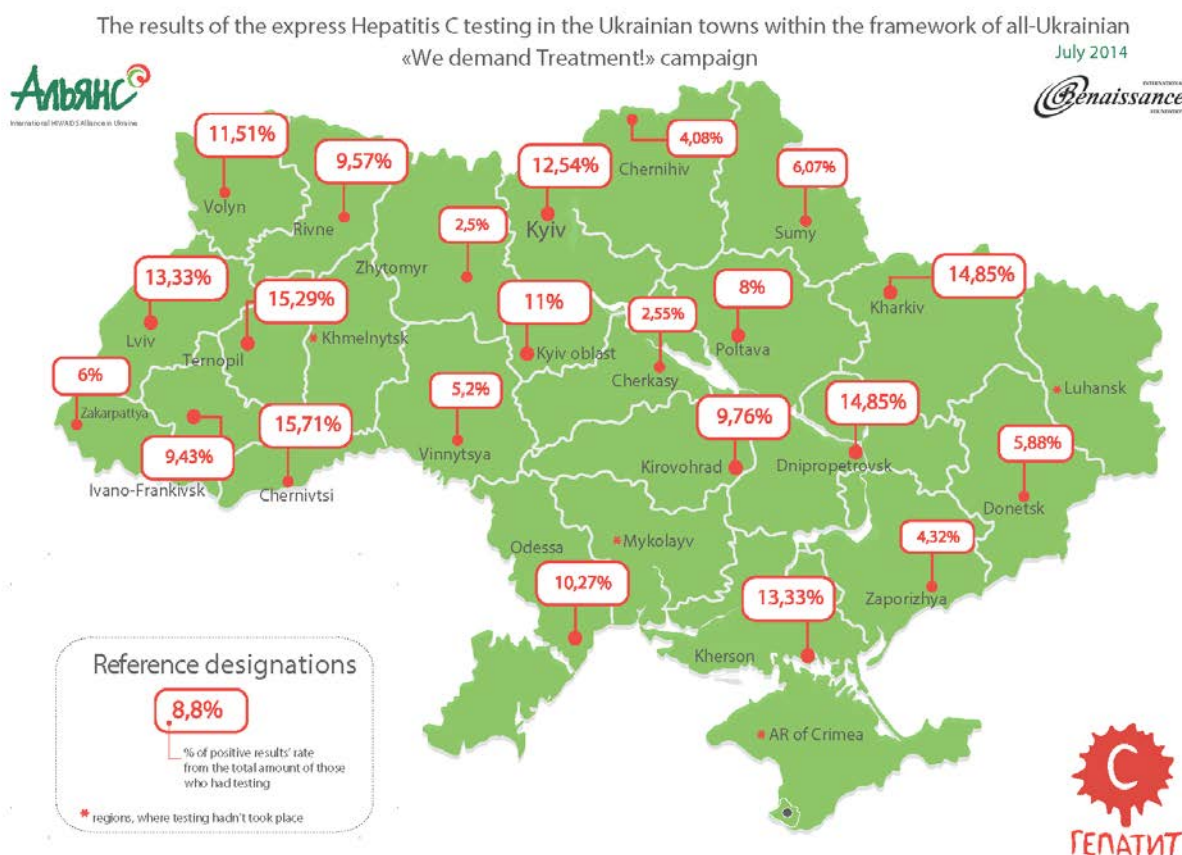 The results of the express Hepatitis C testing in the Ukrainian towns within the framework of all-Ukrainian
«We demand Treatment!» campaign
July 2014
Альянс
International HIV/AIDS Alliance in Ukraine
INTERNATIONAL
Renaissance
FOUNDATION
11,51%
Volyn
9,57%
Rivne
12,54%
Kyiv
4,08%
Chernihiv
6,07%
Sumy
2,5%
Zhytomyr
13,33%
Lviv
15,29%
Ternopil
Khmelnytsk
11%
Kyiv oblast
2,55%
Cherkasy
8%
Poltava
14,85%
Kharkiv
Luhansk
6%
Zakarpattya
9,43%
Ivano-Frankivsk
15,71%
Chernivtsi
5,2%
Vinnytsya
9,76%
Kirovohrad
14,85%
Dnipropetrovsk
5,88%
Donetsk
Odessa
10,27%
Mykolayv
4,32%
Zaporizhya
13,33%
Kherson
AR of Crimea
Reference designations
8,8%
% of positive results' rate
from the total amount of those
who had testing
* regions, where testing hadn't took place
C
ГЕПАТИТ